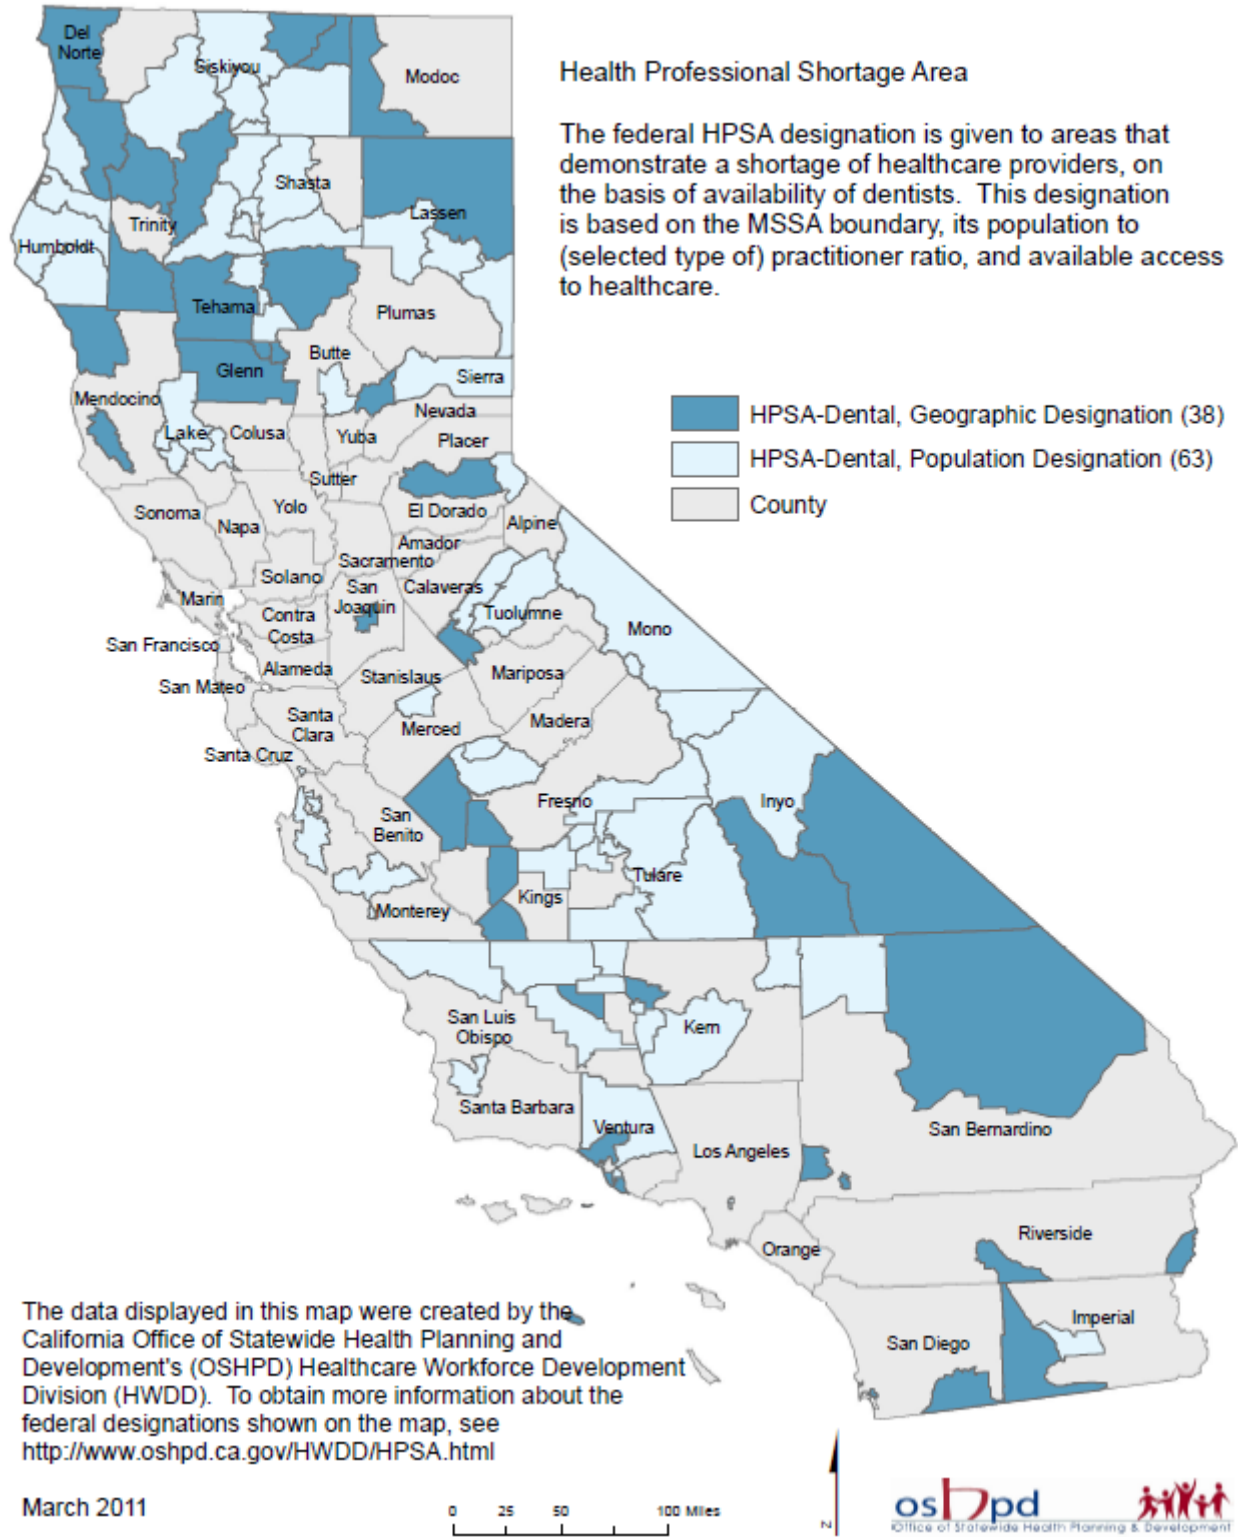 Health Professional Shortage Area
The federal HPSA designation is given to areas that
demonstrate a shortage of healthcare providers, on
the basis of availability of dentists.  This designation
is based on the MSSA boundary, its population to
(selected type of) practitioner ratio, and available access
to healthcare.
HPSA-Dental, Geographic Designation (38)
HPSA-Dental, Population Designation (63)
County
Del
Norte
Siskiyou
Modoc
Shasta
Lassen
Trinity
Humboldt
Tehama
Plumas
Butte
Glenn
Sierra
Mendocino
Nevada
Lake
Colusa
Yuba
Placer
Sutter
Yolo
Sonoma
Napa
El Dorado
Alpine
Amador
Sacramento
Solano
San
Joaquin
Calaveras
Marin
Contra
Costa
Tuolumne
Mono
San Francisco
Alameda
Stanislaus
Mariposa
San Mateo
Santa
Clara
Merced
Madera
Santa Cruz
Fresno
Inyo
San
Benito
Tulare
Kings
Monterey
San Luis
Obispo
Kern
Santa Barbara
Ventura
San Bernardino
Los Angeles
Riverside
Orange
Imperial
San Diego
The data displayed in this map were created by the
California Office of Statewide Health Planning and
Development's (OSHPD) Healthcare Workforce Development
Division (HWDD).  To obtain more information about the
federal designations shown on the map, see
http://www.oshpd.ca.gov/HWDD/HPSA.html
March 2011
0 25 50 100 Miles
N
oshpd
Office of Statewide Health Planning & Development